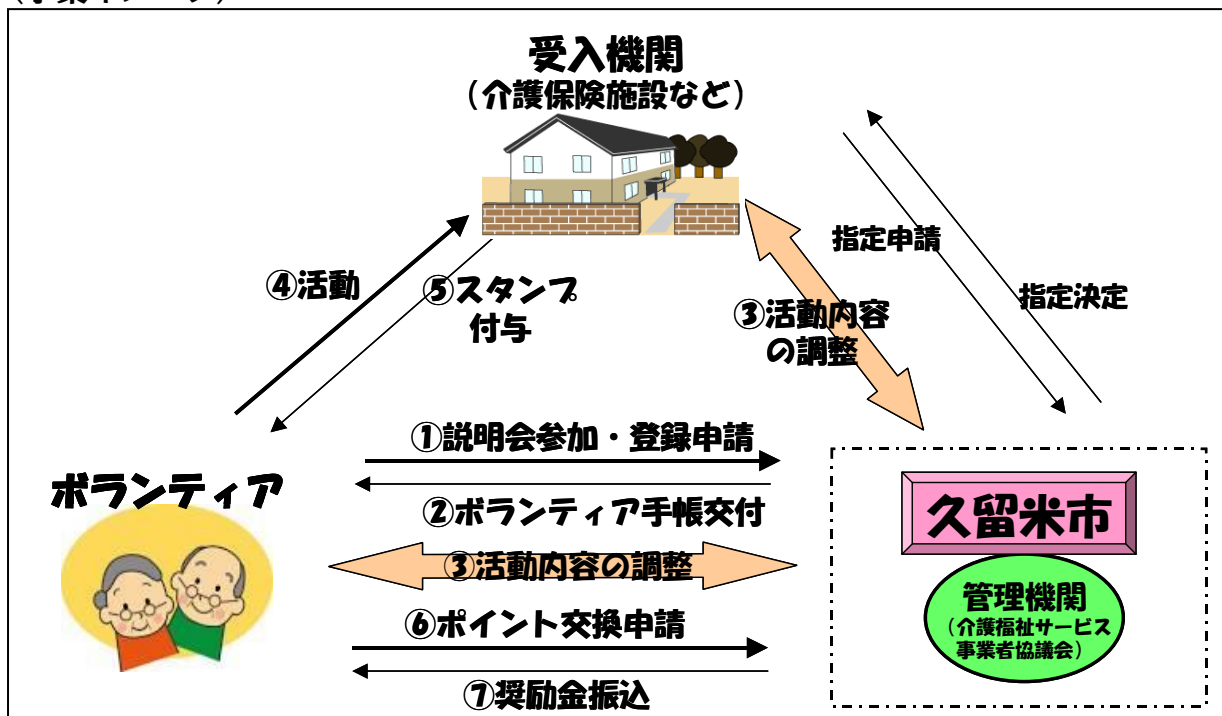 受入機関
（介護保険施設など）
指定申請
指定決定
④活動
⑤スタンプ
付与
③活動内容
の調整
①説明会参加・登録申請
ボランティア
②ボランティア手帳交付
久留米市
③活動内容の調整
管理機関
（介護福祉サービス
事業者協議会）
⑥ポイント交換申請
⑦奨励金振込